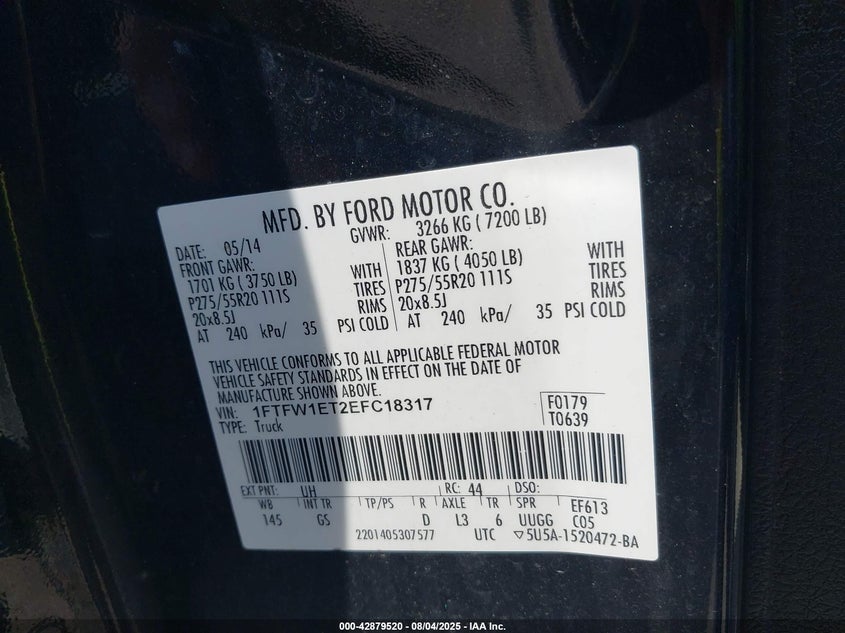 MFD. BY FORD MOTOR CO.
DATE: 05/14 GVWR: 3266 KG ( 7200 LB)
FRONT GAWR: REAR GAWR:
1701 KG ( 3750 LB) WITH 1837 KG ( 4050 LB) WITH
P275/55R20 111S TIRES P275/55R20 111S TIRES
20x8.5J RIMS 20x8.5J RIMS
AT 240 kPa/ 35 PSI COLD AT 240 kPa/ 35 PSI COLD
THIS VEHICLE CONFORMS TO ALL APPLICABLE FEDERAL MOTOR
VEHICLE SAFETY STANDARDS IN EFFECT ON THE DATE OF
MANUFACTURE SHOWN ABOVE.
VIN: 1FTFW1ET2EFC18317 F0179
TYPE: Truck T0639
EXT PNT: UH RC: 44 DSO:
WB INT TR TP/PS R AXLE TR SPR EF613
145 GS D L3 6 UUGG C05
2201405307577 UTC ▽5U5A-1520472-BA
000-42879520 - 08/04/2025 - IAA Inc.